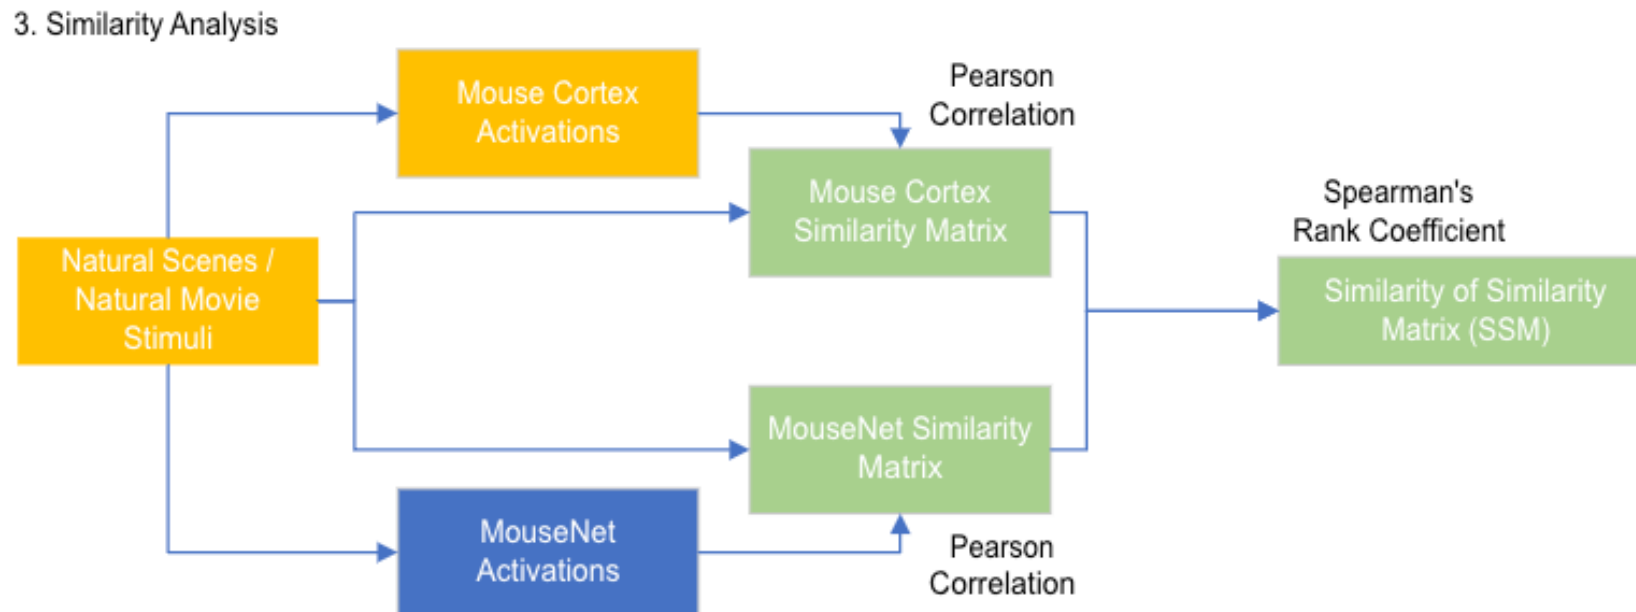 3. Similarity Analysis
Mouse Cortex
Activations
Pearson
Correlation
Mouse Cortex
Similarity Matrix
Natural Scenes /
Natural Movie
Stimuli
Spearman's
Rank Coefficient
Similarity of Similarity
Matrix (SSM)
MouseNet Similarity
Matrix
MouseNet
Activations
Pearson
Correlation